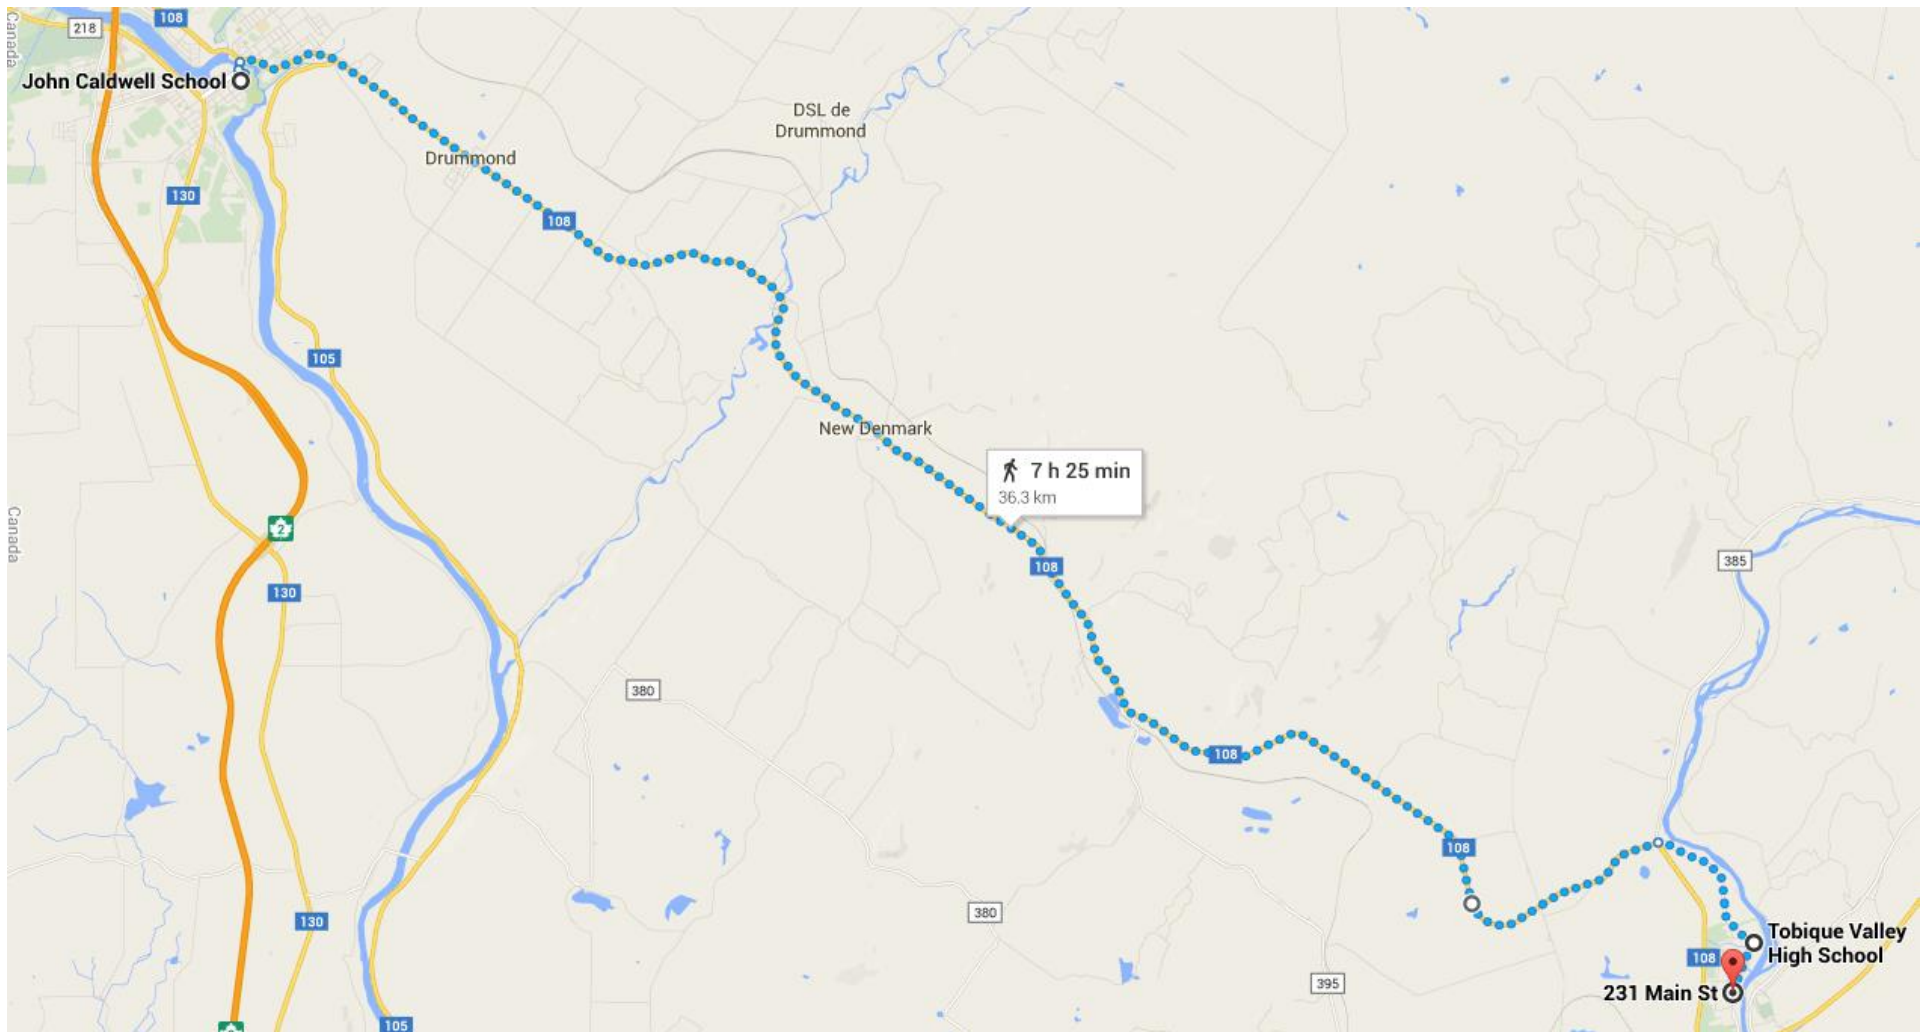 Canada
218
108
John Caldwell School
DSL de
Drummond
Drummond
130
108
105
New Denmark
7 h 25 min
36.3 km
Canada
2
108
385
130
380
108
108
380
130
Tobique Valley
High School
108
395
231 Main St
105